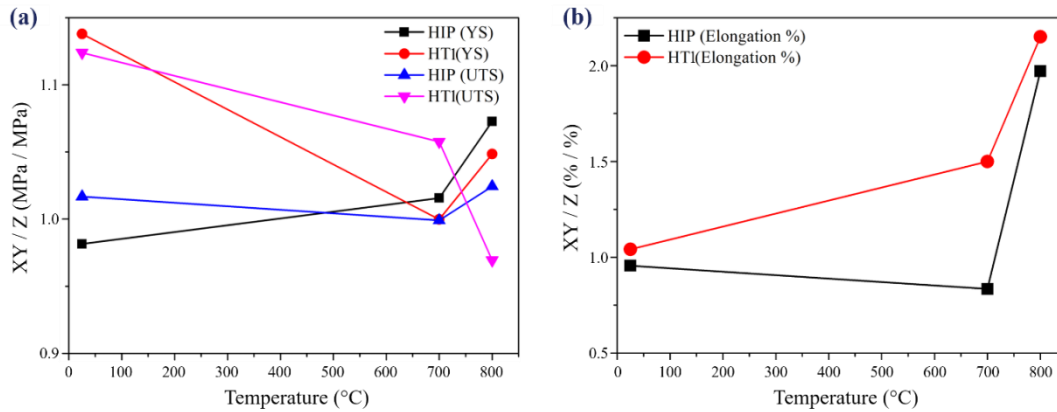 (a)
XY / Z (MPa / MPa)
1.1
1.0
0.9
HIP (YS)
HT1(YS)
HIP (UTS)
HT1(UTS)
0 100 200 300 400 500 600 700 800
Temperature (°C)
(b)
XY / Z (% / %)
2.0
1.5
1.0
0.5
HIP (Elongation %)
HT1(Elongation %)
0 100 200 300 400 500 600 700 800
Temperature (°C)